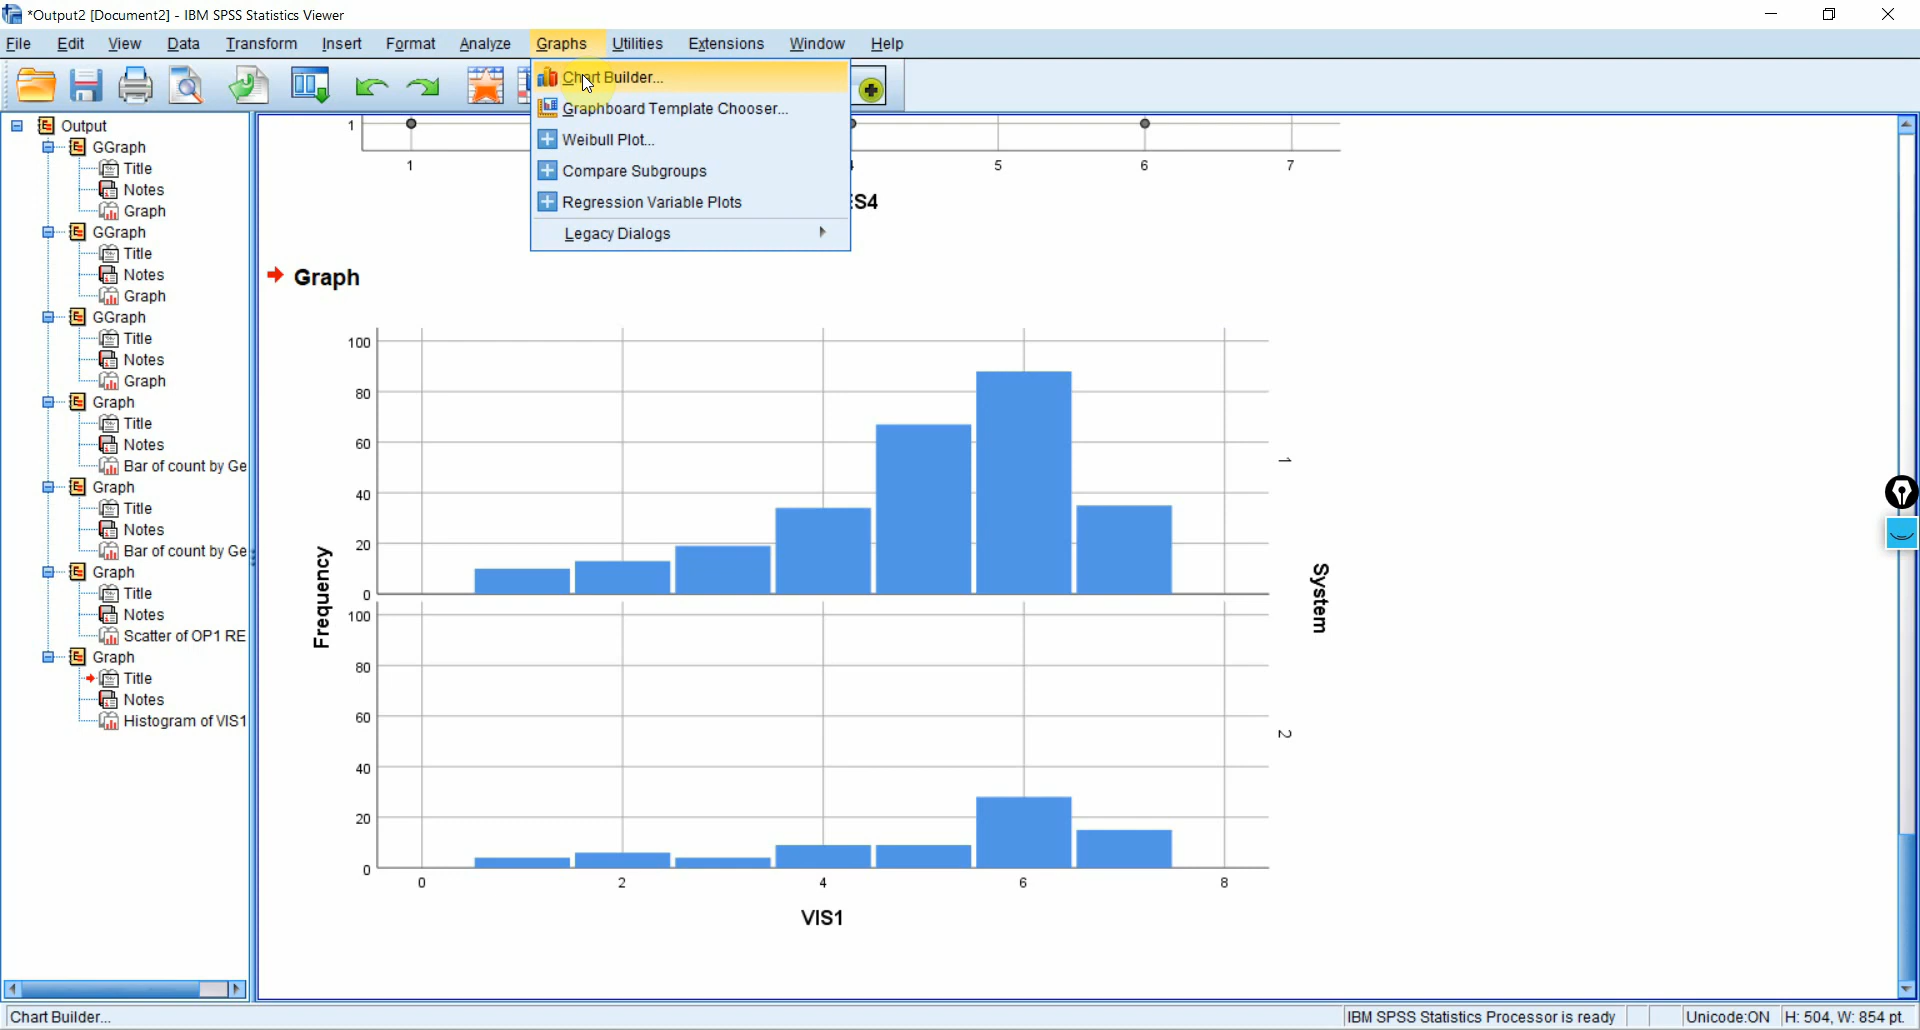 *Output2 [Document2] - IBM SPSS Statistics Viewer
File Edit View Data Transform Insert Format Analyze Graphs Utilities Extensions Window Help
Chart Builder...
Graphboard Template Chooser...
Weibull Plot...
Compare Subgroups
Regression Variable Plots
Legacy Dialogs
Output
GGraph
Title
Notes
Graph
GGraph
Title
Notes
Graph
GGraph
Title
Notes
Graph
Graph
Title
Notes
Bar of count by Ge
Graph
Title
Notes
Bar of count by Ge
Graph
Title
Notes
Scatter of OP1 RE
Graph
Title
Notes
Histogram of VIS1
1
1 5 6 7
S4
Graph
100
80
60
40
20
0
1
100
80
60
40
20
0
2
Frequency
System
0 2 4 6 8
VIS1
Chart Builder... IBM SPSS Statistics Processor is ready Unicode:ON H: 504, W: 854 pt.